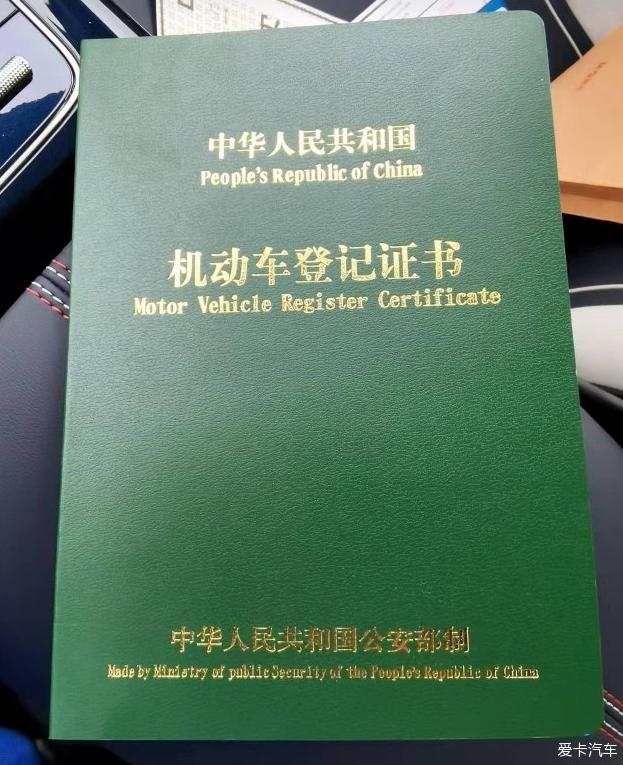 中华人民共和国
People's Republic of China
机动车登记证书
Motor Vehicle Register Certificate
中华人民共和国公安部制
Made by Ministry of public Security of the People's Republic of China
爱卡汽车